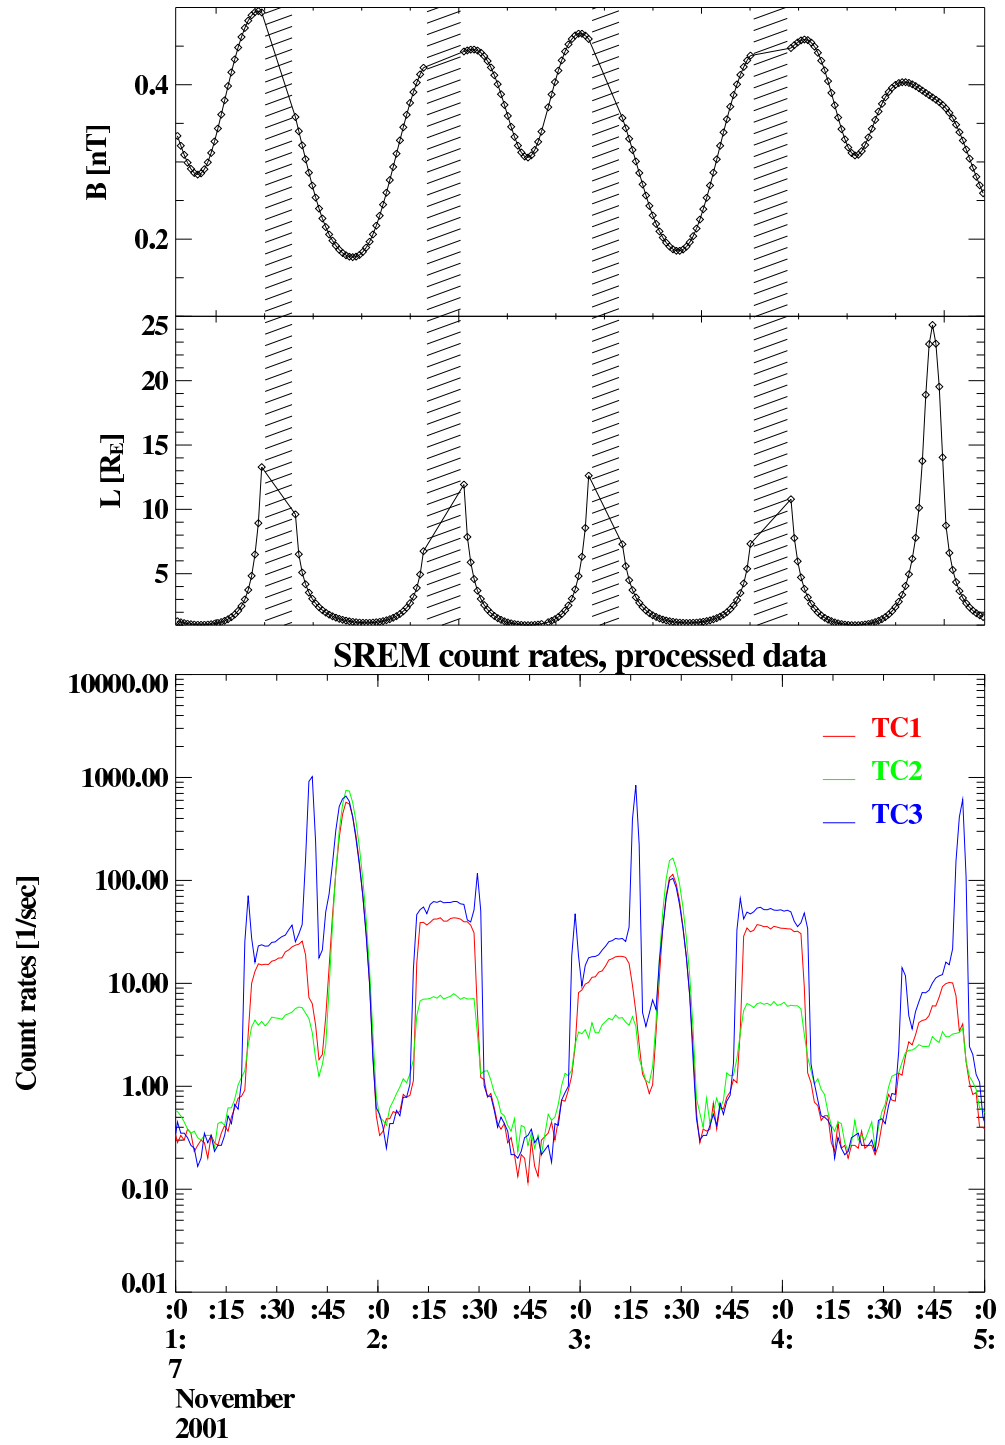 B [nT]
0.4
0.2
L [RE]
25
20
15
10
5
SREM count rates, processed data
Count rates [1/sec]
10000.00
1000.00
100.00
10.00
1.00
0.10
0.01
TC1
TC2
TC3
:0 :15 :30 :45 :0 :15 :30 :45 :0 :15 :30 :45 :0 :15 :30 :45 :0
1: 2: 3: 4: 5:
7
November
2001